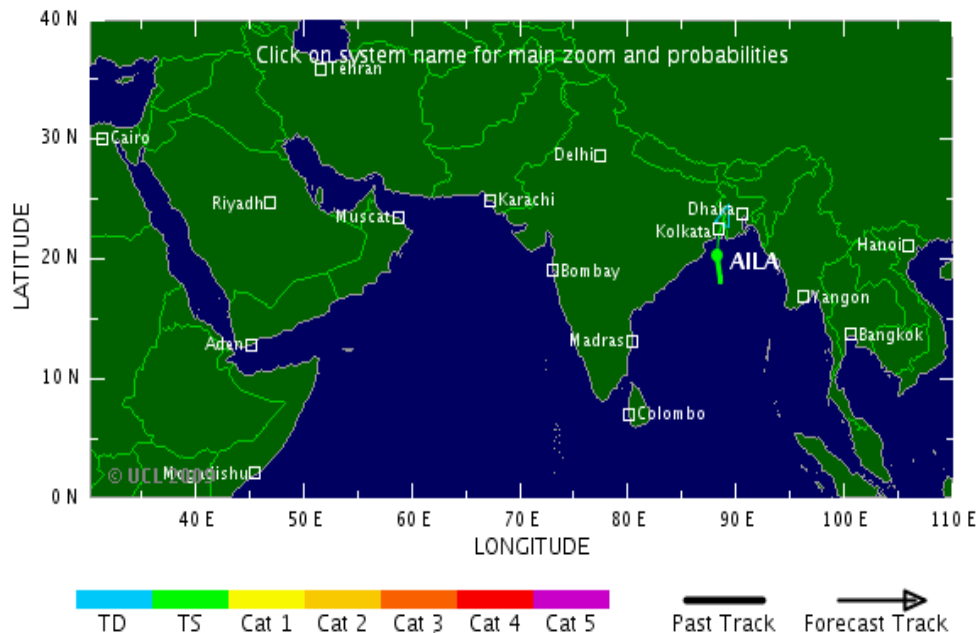 40 N
Click on system name for main zoom and probabilities
Tehran
30 N
Cairo
Delhi
Riyadh
Muscat
Karachi
Dhaka
Kolkata
Hanoi
20 N
AILA
Bombay
Yangon
LATITUDE
Aden
Madras
Bangkok
10 N
Colombo
Mogadishu
© UCL 2009
0 N
40 E 50 E 60 E 70 E 80 E 90 E 100 E 110 E
LONGITUDE
TD TS Cat 1 Cat 2 Cat 3 Cat 4 Cat 5 Past Track Forecast Track